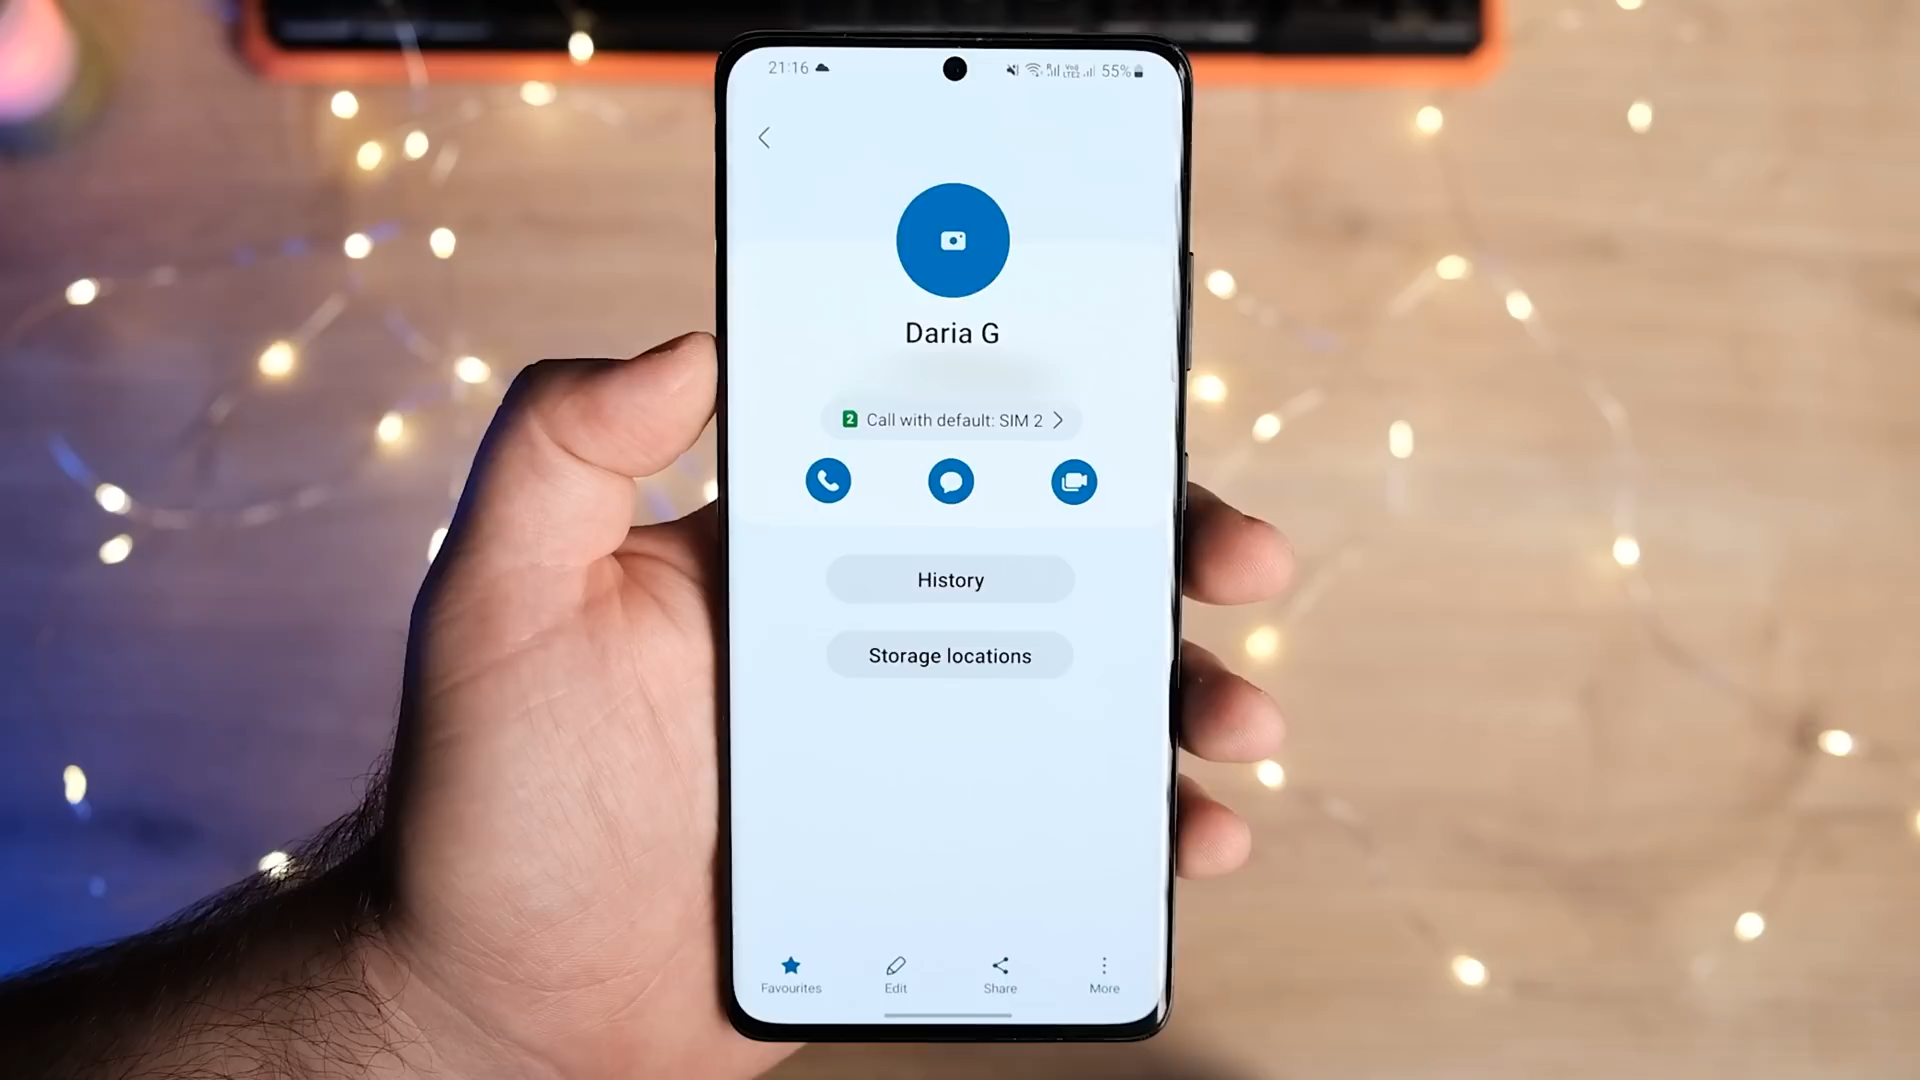 21:16 55%
Daria G
2 Call with default: SIM 2
History
Storage locations
Favourites Edit Share More